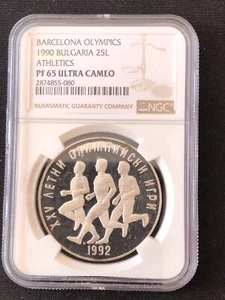 BARCELONA OLYMPICS
1990 BULGARIA 25L
ATHLETICS
PF 65 ULTRA CAMEO
2874855-080
NUMISMATIC GUARANTY COMPANY
NGC
XXV ЛЕТНИ ОЛИМПИЙСКИ ИГРИ
1992